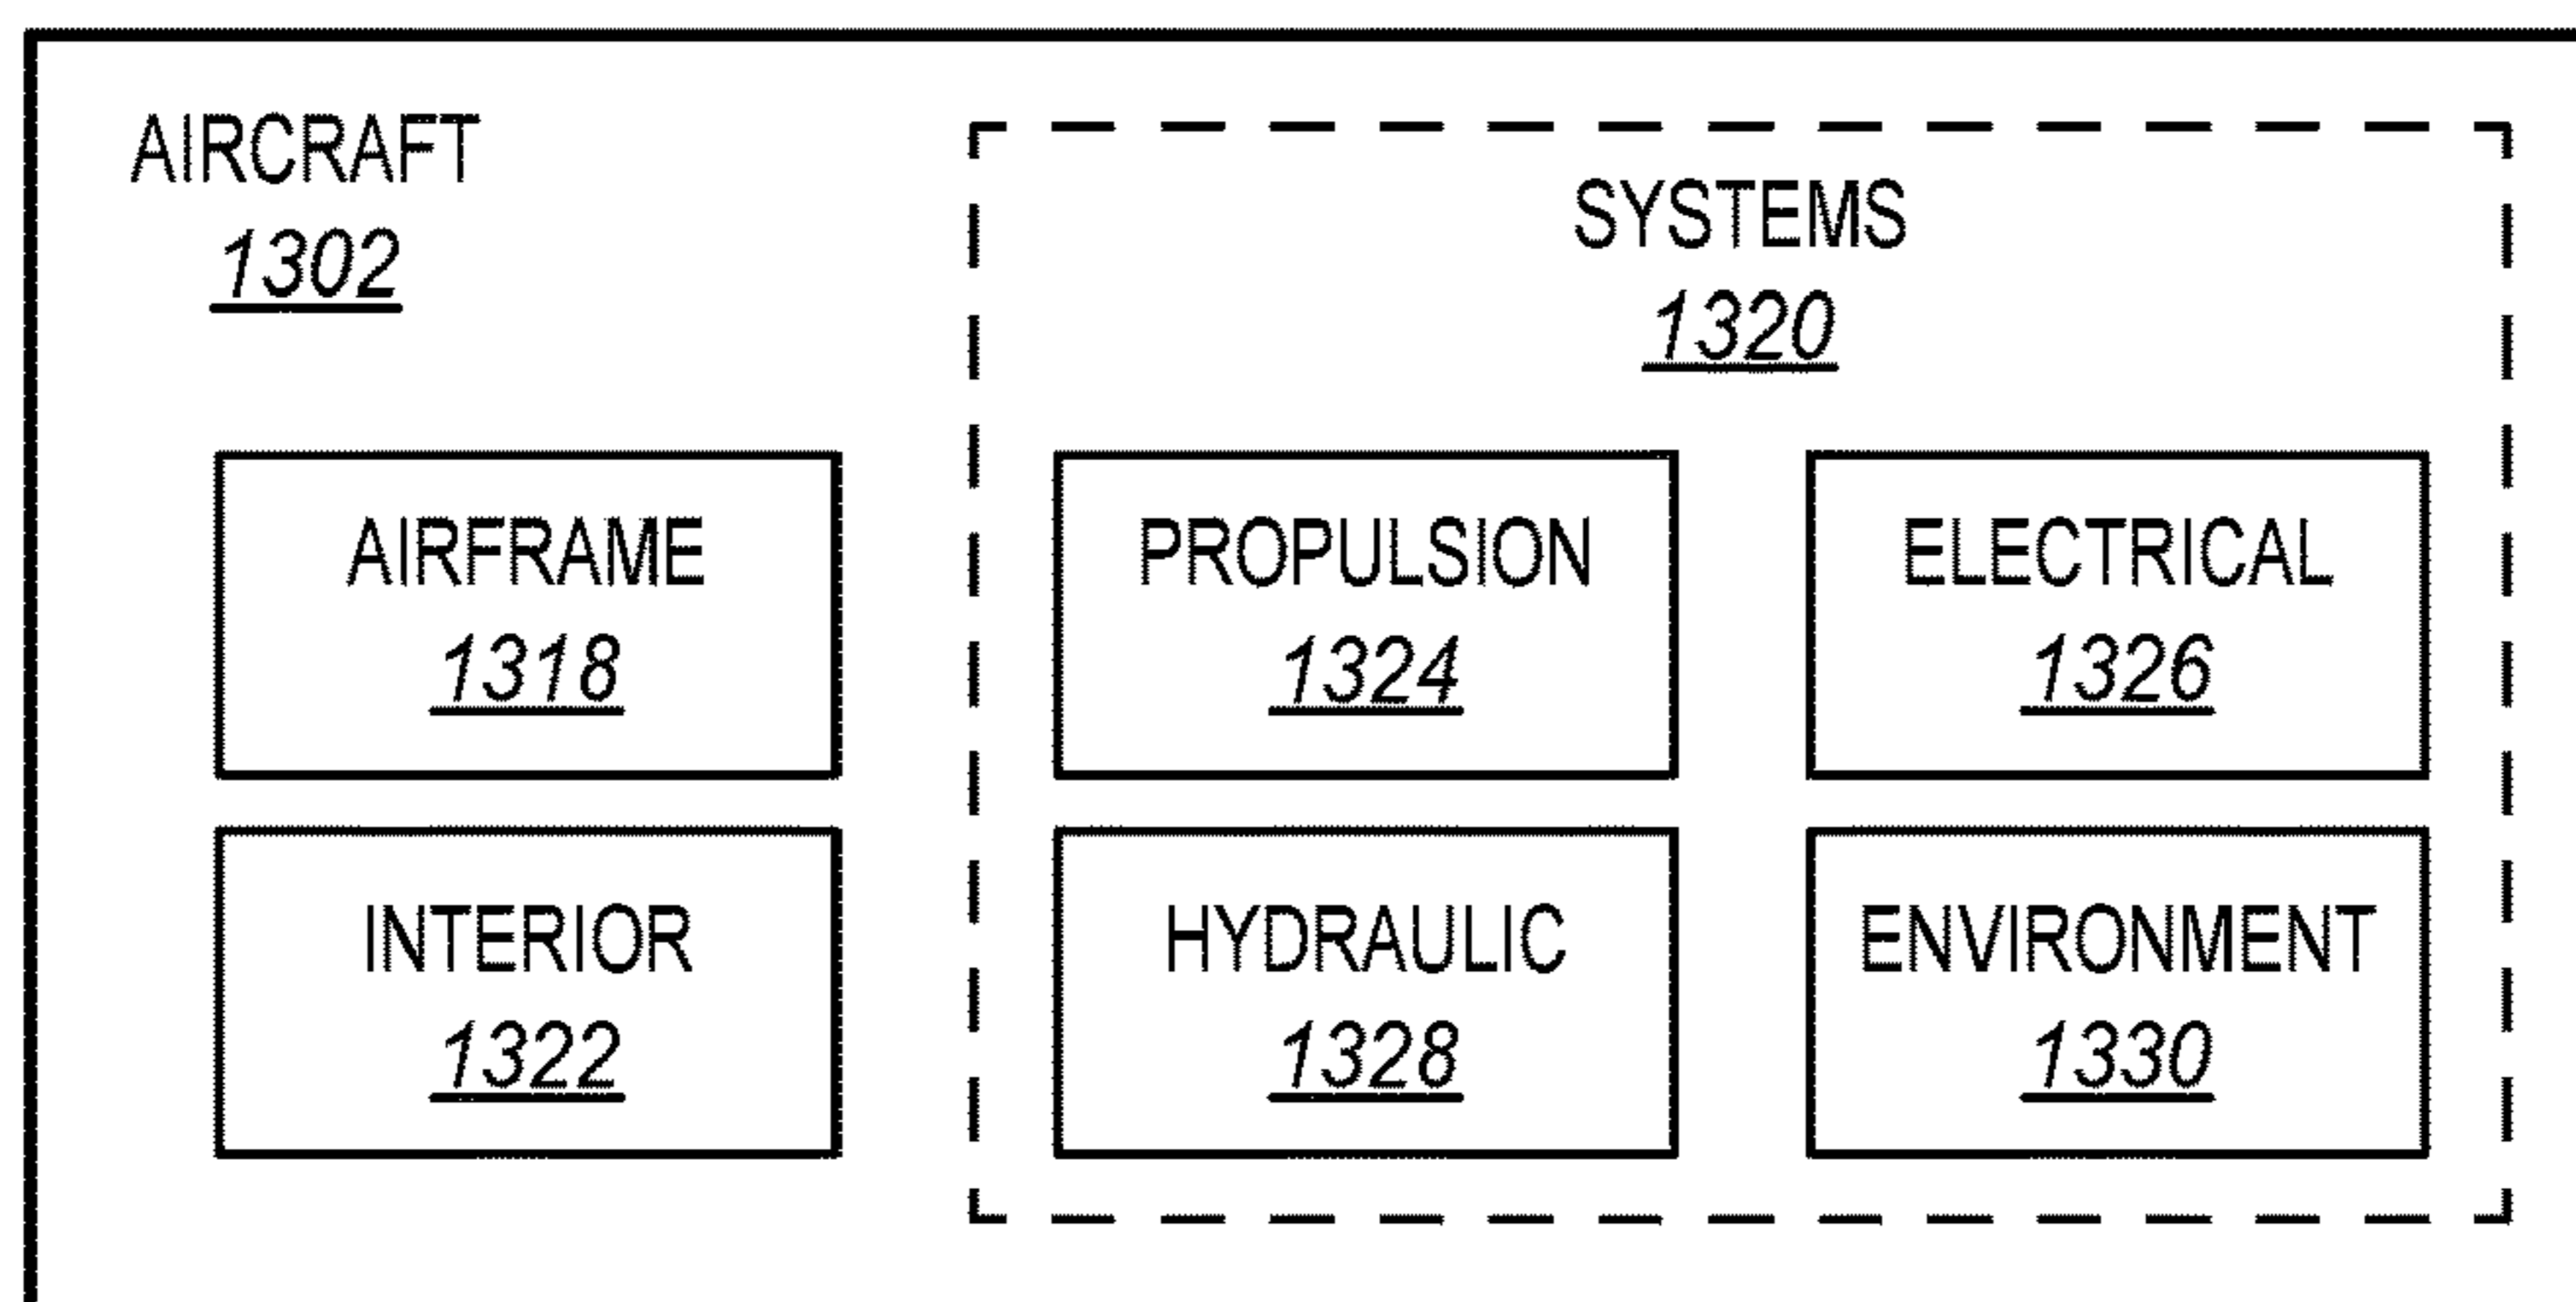 AIRCRAFT
1302
SYSTEMS
1320
AIRFRAME
1318
PROPULSION
1324
ELECTRICAL
1326
INTERIOR
1322
HYDRAULIC
1328
ENVIRONMENT
1330